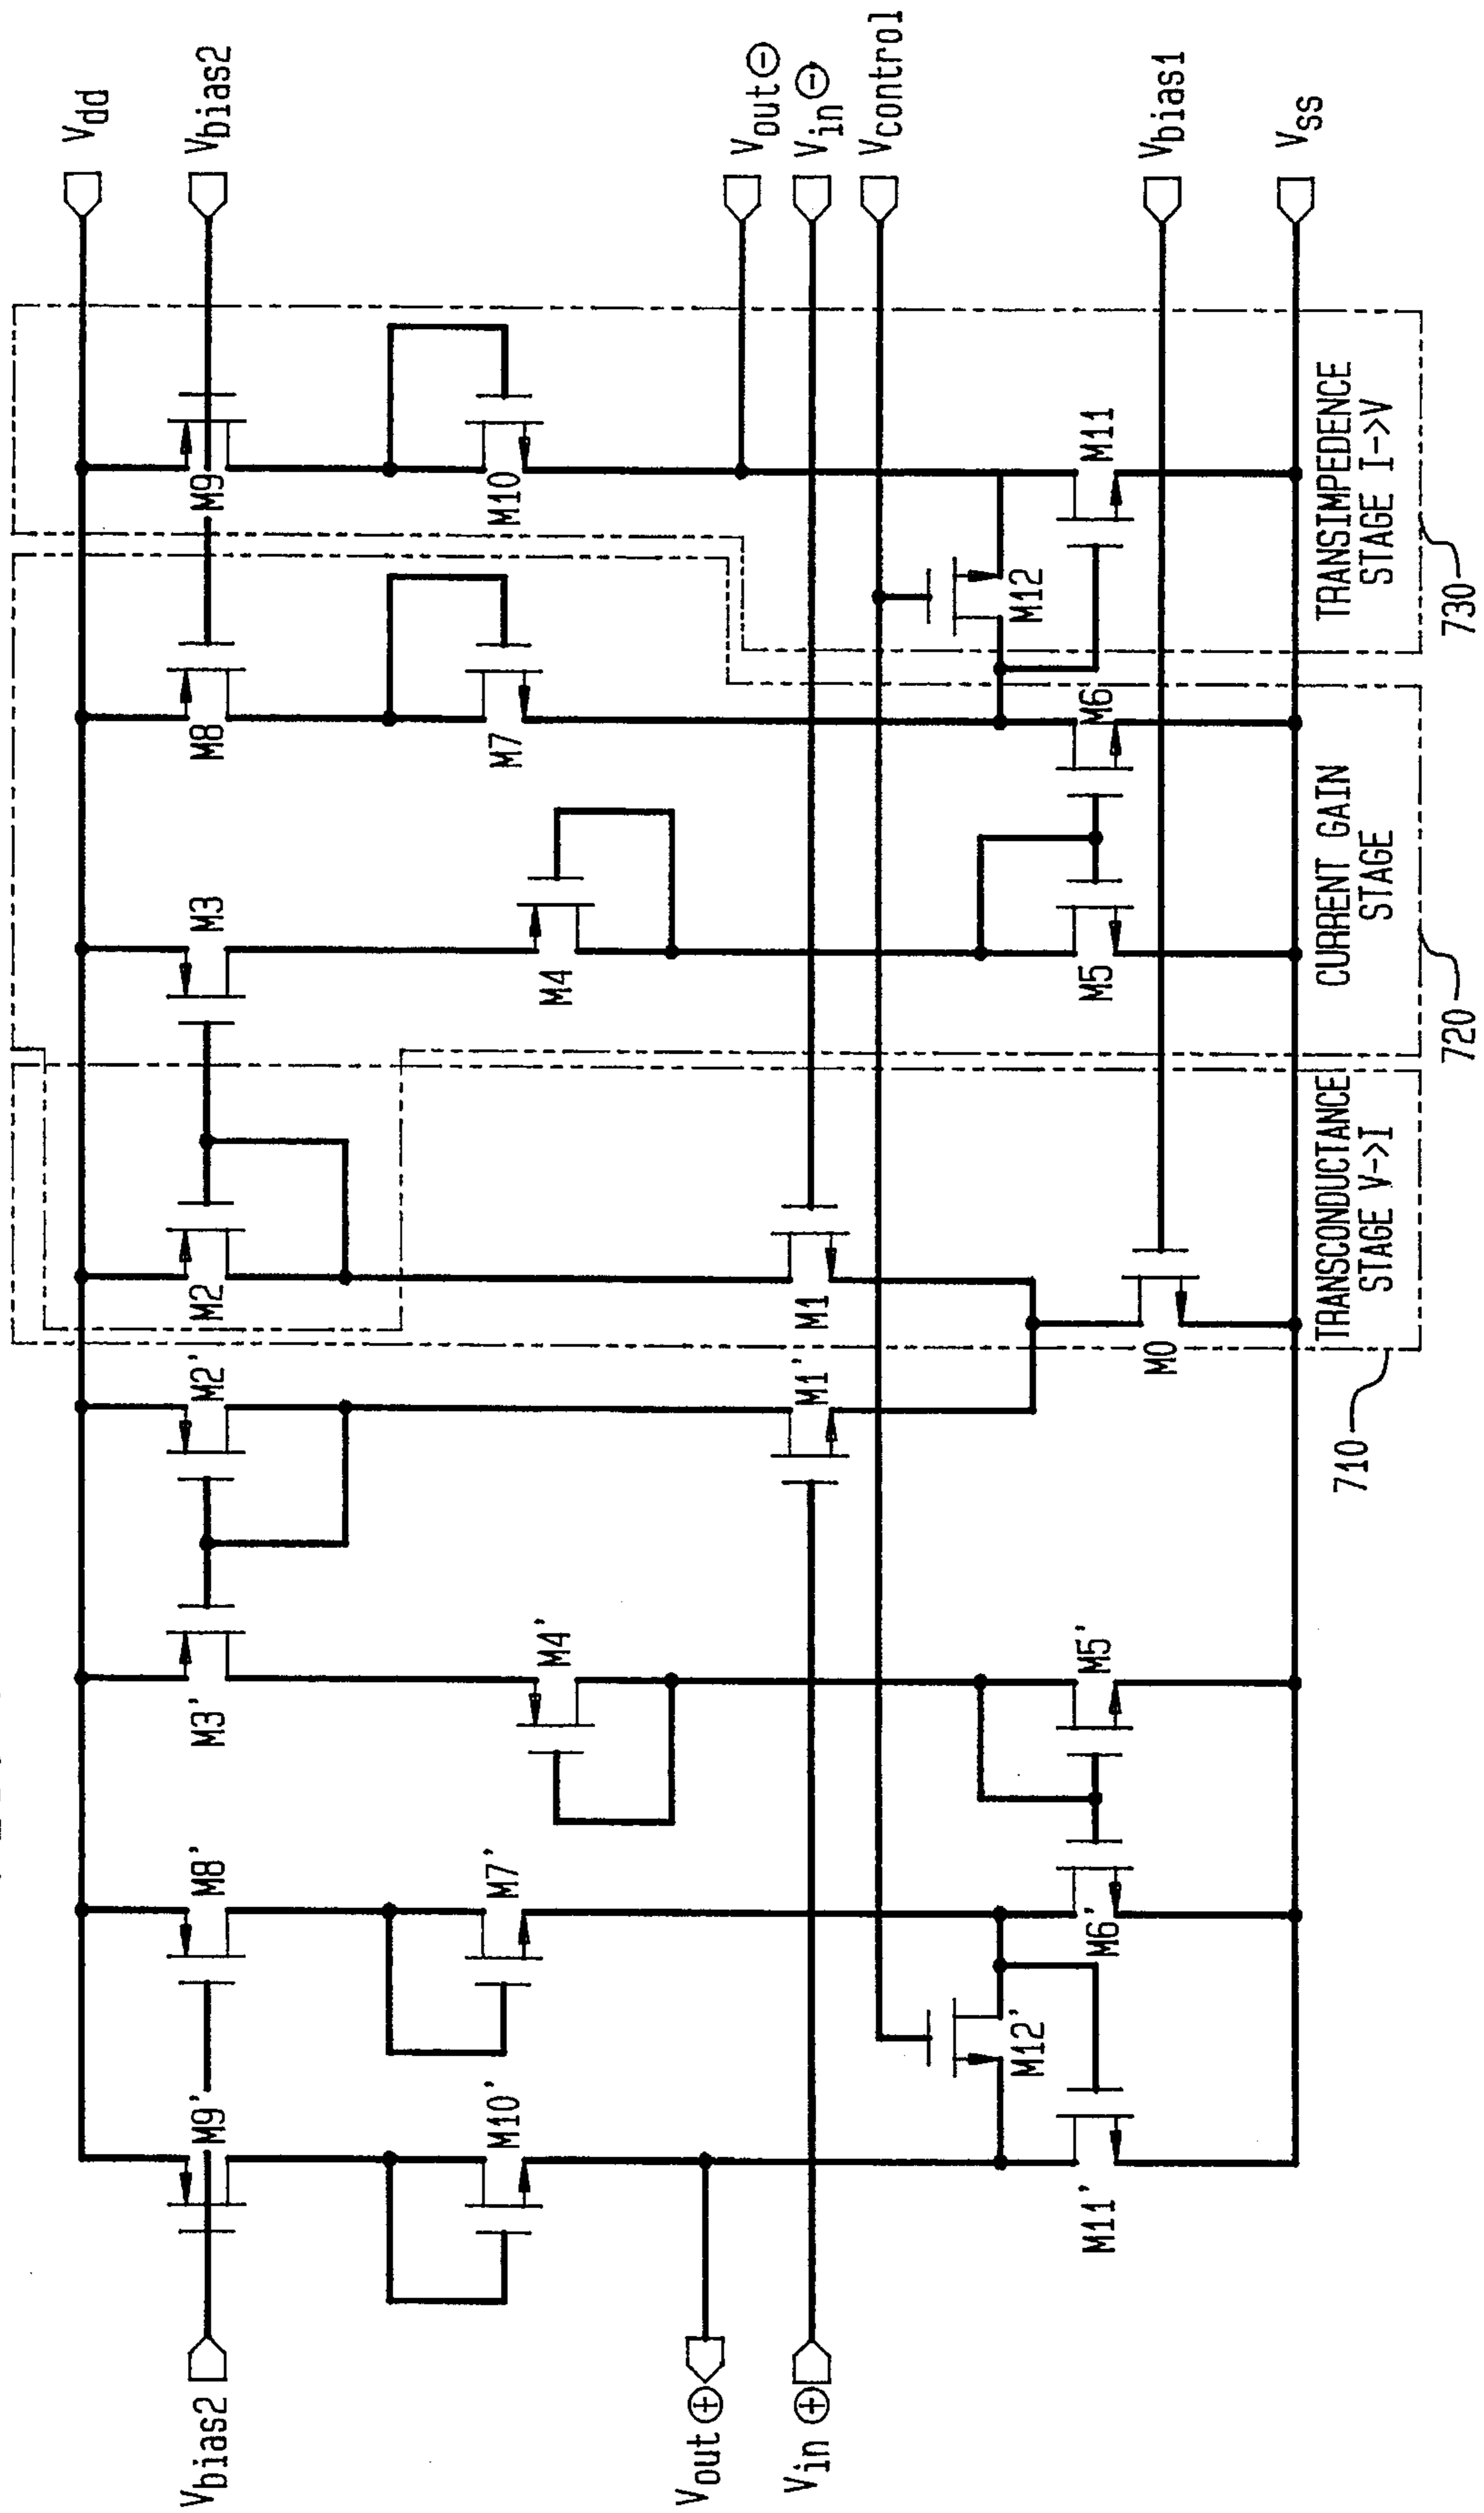 Vdd
Vbias2
Vout⊖
Vin⊖
Vcontrol
Vbias1
Vss
M9
M10
M11
M12
M8
M7
M6
M3
M4
M5
M2
M1
M0
M2'
M1'
M3'
M4'
M5'
M8'
M7'
M6'
M9'
M10'
M12'
M11'
Vbias2
Vout⊕
Vin⊕
TRANSIMPEDENCE
STAGE I->V
730
CURRENT GAIN
STAGE
720
TRANSCONDUCTANCE
STAGE V->I
710